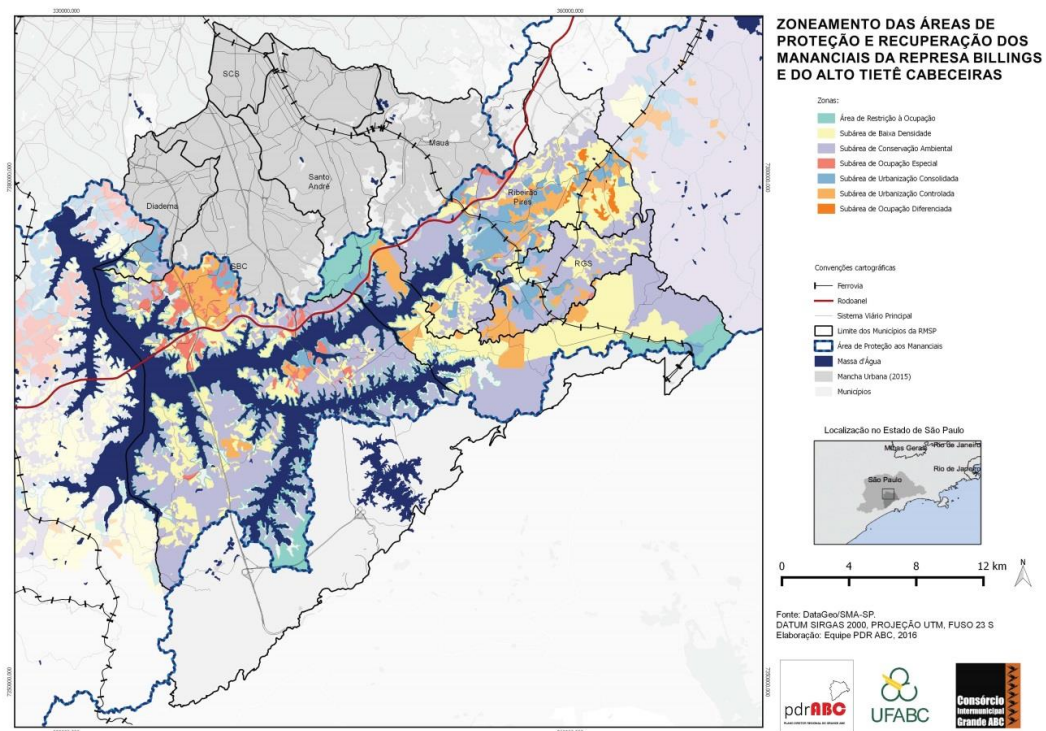 330000.000
360000.000
ZONEAMENTO DAS ÁREAS DE
PROTEÇÃO E RECUPERAÇÃO DOS
MANANCIAIS DA REPRESA BILLINGS
E DO ALTO TIETÊ CABECEIRAS
Zonas:
Área de Restrição à Ocupação
Subárea de Baixa Densidade
Subárea de Conservação Ambiental
Subárea de Ocupação Especial
Subárea de Urbanização Consolidada
Subárea de Urbanização Controlada
Subárea de Ocupação Diferenciada
SCS
Mauá
Santo
André
Ribeirão
Pires
Diadema
SBC
RGS
Convenções cartográficas
Ferrovia
Rodoanel
Sistema Viário Principal
Limite dos Municípios da RMSP
Área de Proteção aos Mananciais
Massa d'Água
Mancha Urbana (2015)
Municípios
Localização no Estado de São Paulo
Minas Gerais
Rio de Janeiro
Rio de Janeiro
São Paulo
0 4 8 12 km
N
Fonte: DataGeo/SMA-SP.
DATUM SIRGAS 2000, PROJEÇÃO UTM, FUSO 23 S
Elaboração: Equipe PDR ABC, 2016
pdrABC
PLANO DIRETOR REGIONAL DO GRANDE ABC
UFABC
Consórcio
Intermunicipal
Grande ABC